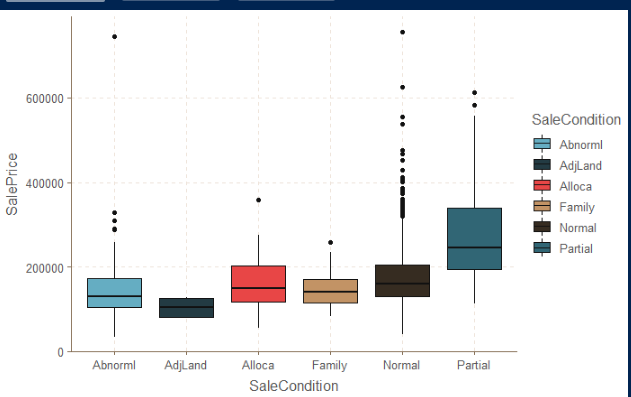 SalePrice
600000
400000
200000
0
Abnorml AdjLand Alloca Family Normal Partial
SaleCondition
SaleCondition
Abnorml
AdjLand
Alloca
Family
Normal
Partial